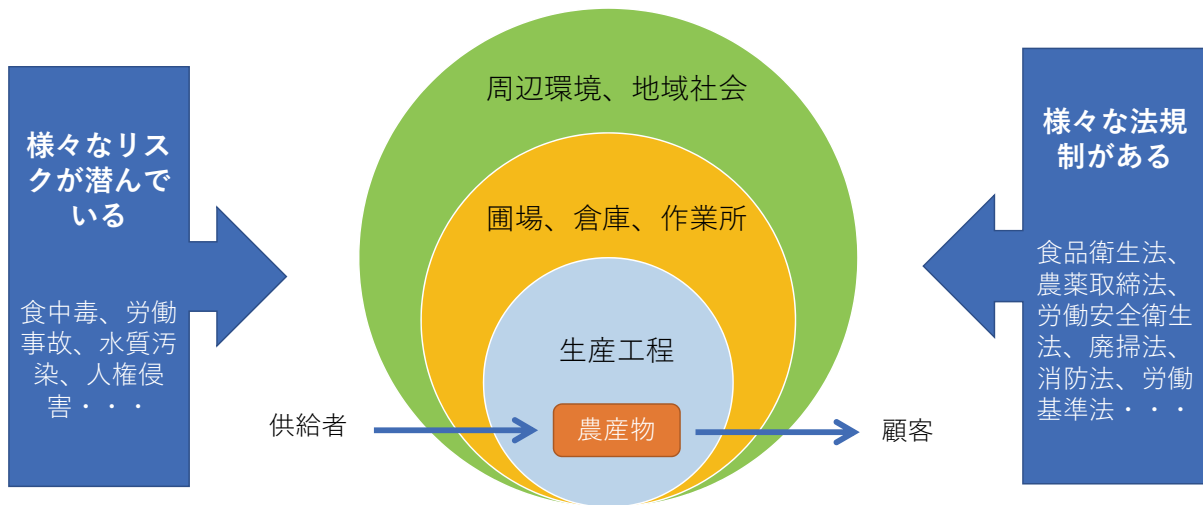 様々なリス
クが潜んで
いる
食中毒、労働
事故、水質汚
染、人権侵
害・・・
周辺環境、地域社会
圃場、倉庫、作業所
生産工程
供給者
農産物
顧客
様々な法規
制がある
食品衛生法、
農薬取締法、
労働安全衛生
法、廃掃法、
消防法、労働
基準法・・・